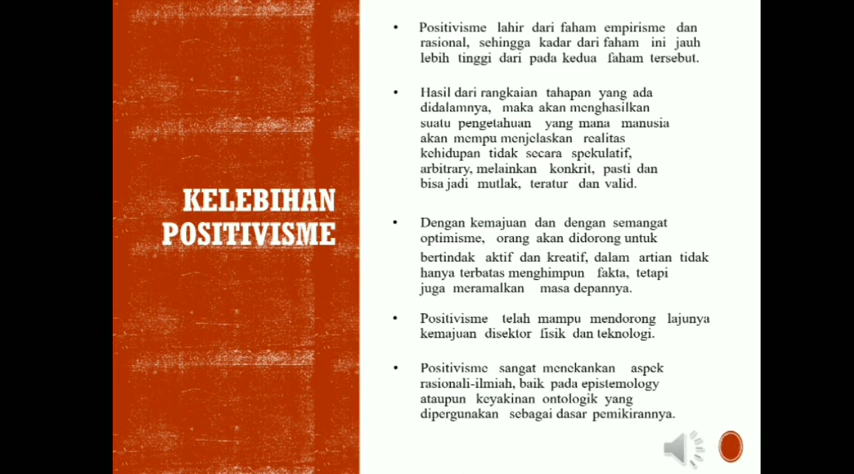 KELEBIHAN
POSITIVISME
• Positivisme lahir dari faham empirisme dan
rasional, sehingga kadar dari faham ini jauh
lebih tinggi dari pada kedua faham tersebut.
• Hasil dari rangkaian tahapan yang ada
didalamnya, maka akan menghasilkan
suatu pengetahuan yang mana manusia
akan mempu menjelaskan realitas
kehidupan tidak secara spekulatif,
arbitrary, melainkan konkrit, pasti dan
bisa jadi mutlak, teratur dan valid.
• Dengan kemajuan dan dengan semangat
optimisme, orang akan didorong untuk
bertindak aktif dan kreatif, dalam artian tidak
hanya terbatas menghimpun fakta, tetapi
juga meramalkan masa depannya.
• Positivisme telah mampu mendorong lajunya
kemajuan disektor fisik dan teknologi.
• Positivisme sangat menekankan aspek
rasionali-ilmiah, baik pada epistemology
ataupun keyakinan ontologik yang
dipergunakan sebagai dasar pemikirannya.